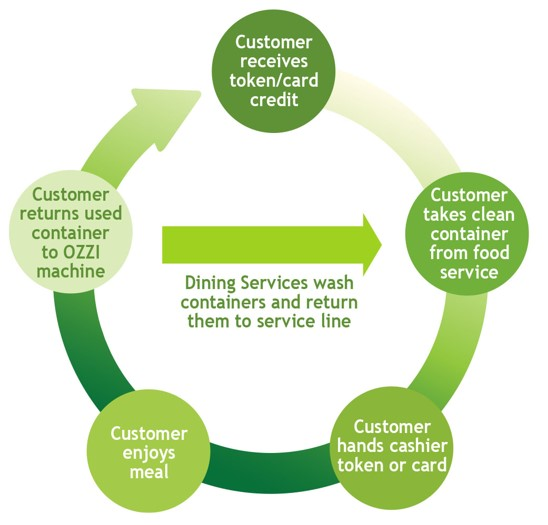 Customer
receives
token/card
credit
Customer
takes clean
container
from food
service
Customer
hands cashier
token or card
Customer
enjoys
meal
Customer
returns used
container
to OZZI
machine
Dining Services wash
containers and return
them to service line